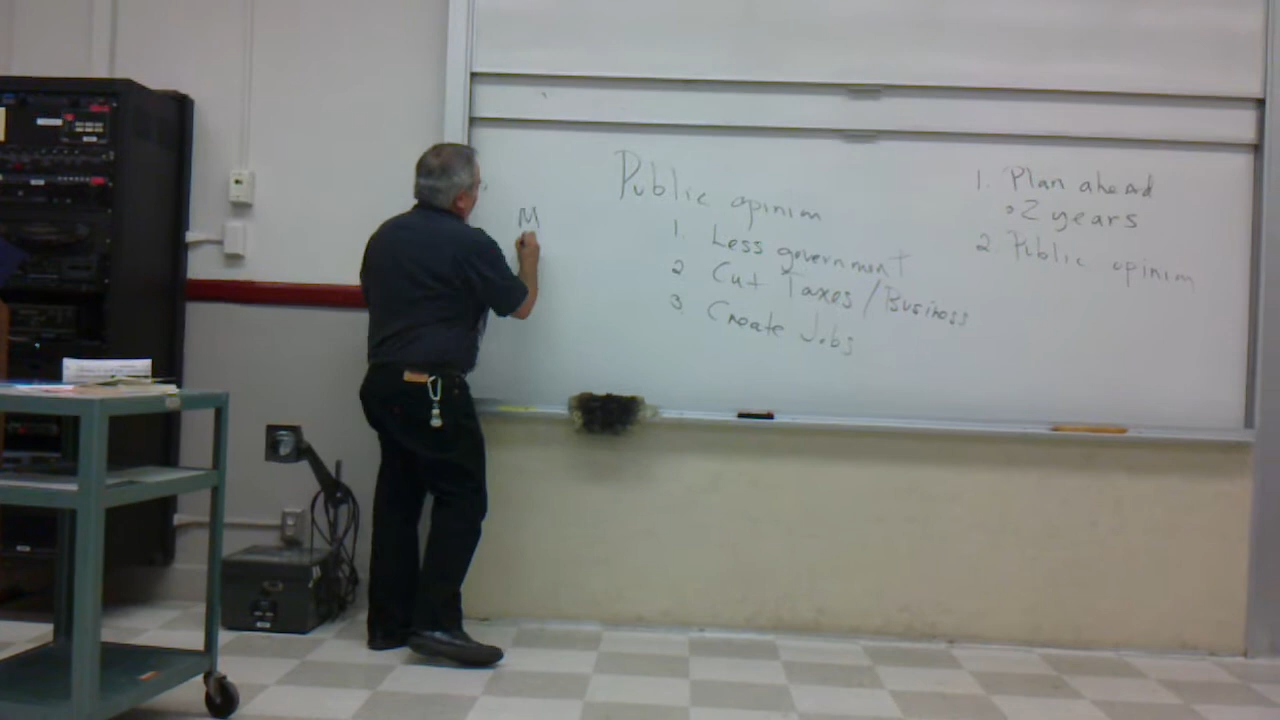 M
Public opinim
1. Less government
2 Cut Taxes/Business
3 Create Jobs
1. Plan ahead
• 2 years
2. Public opinim